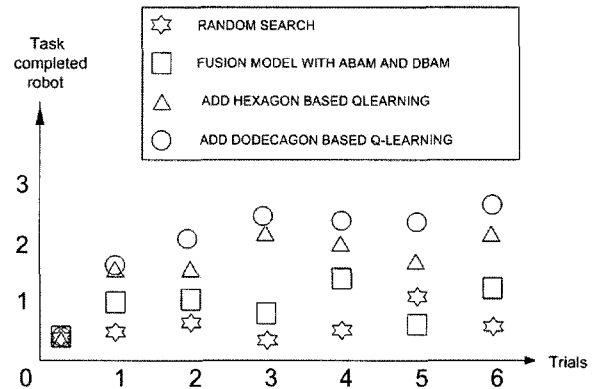 Task
completed
robot
RANDOM SEARCH
FUSION MODEL WITH ABAM AND DBAM
ADD HEXAGON BASED QLEARNING
ADD DODECAGON BASED Q-LEARNING
3
2
1
0 1 2 3 4 5 6
Trials